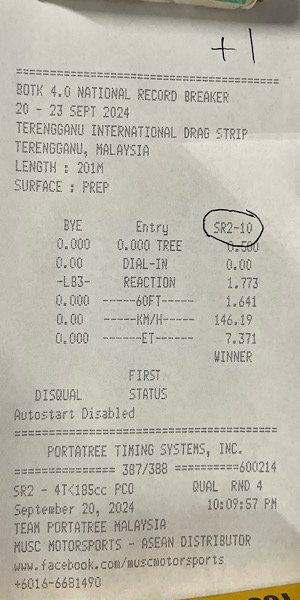 +1
==================================
BOTK 4.0 NATIONAL RECORD BREAKER
20 - 23 SEPT 2024
TERENGGANU INTERNATIONAL DRAG STRIP
TERENGGANU, MALAYSIA
LENGTH : 201M
SURFACE : PREP
BYE Entry SR2-10
0.000 0.000 TREE 0.500
0.00 DIAL-IN 0.00
-LB3- REACTION 1.773
0.000 ------60FT------ 1.641
0.00 ------KM/H------ 146.19
0.000 -------ET------- 7.371
WINNER
FIRST
DISQUAL STATUS
Autostart Disabled
==================================
PORTATREE TIMING SYSTEMS, INC.
============= 387/388 ==========600214
SR2 - 4T<185cc PCO QUAL RND 4
September 20, 2024 10:09:57 PM
TEAM PORTATREE MALAYSIA
MUSC MOTORSPORTS - ASEAN DISTRIBUTOR
www.facebook.com/muscmotorsports
+6016-6681490